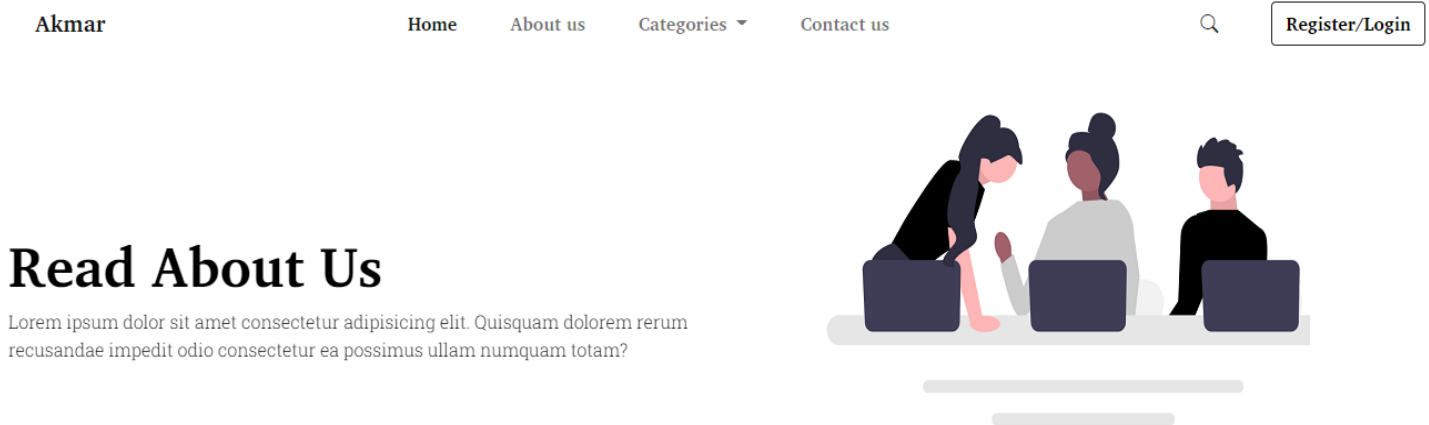 Akmar
Home
About us
Categories
Contact us
Register/Login
Read About Us
Lorem ipsum dolor sit amet consectetur adipisicing elit. Quisquam dolorem rerum
recusandae impedit odio consectetur ea possimus ullam numquam totam?